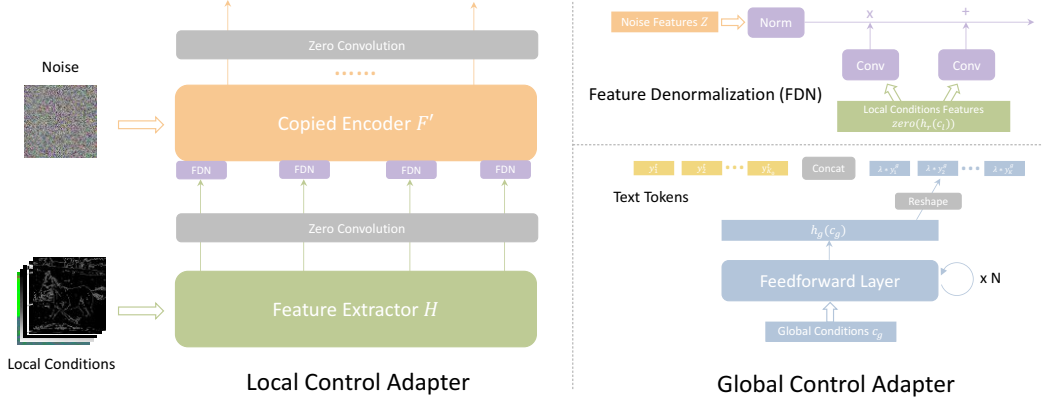 Zero Convolution
......
Noise
Copied Encoder F'
FDN
FDN
FDN
FDN
Zero Convolution
Feature Extractor H
Local Conditions
Local Control Adapter
Noise Features Z
Norm
x
+
Conv
Conv
Feature Denormalization (FDN)
Local Conditions Features
zero(h_r(c_l))
Concat
Text Tokens
Reshape
h_g(c_g)
Feedforward Layer
x N
Global Conditions c_g
Global Control Adapter